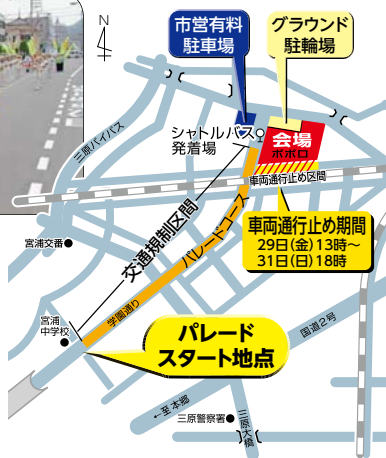 N
市営有料
駐車場
グラウンド
駐輪場
シャトルバス
発着場
会場
ポポロ
三原バイパス
車両通行止め区間
交通規制区間
パレードコース
車両通行止め期間
29日(金)13時〜
31日(日)18時
宮浦交番
学園通り
宮浦
中学校
パレード
スタート地点
国道2号
←至本郷
三原警察署
三原大橋